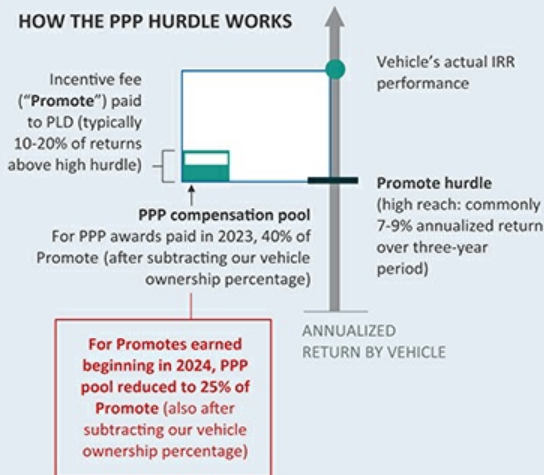 HOW THE PPP HURDLE WORKS
Incentive fee
(“Promote”) paid
to PLD (typically
10-20% of returns
above high hurdle)
Vehicle’s actual IRR
performance
Promote hurdle
(high reach: commonly
7-9% annualized return
over three-year
period)
PPP compensation pool
For PPP awards paid in 2023, 40% of
Promote (after subtracting our vehicle
ownership percentage)
For Promotes earned
beginning in 2024, PPP
pool reduced to 25% of
Promote (also after
subtracting our vehicle
ownership percentage)
ANNUALIZED
RETURN BY VEHICLE